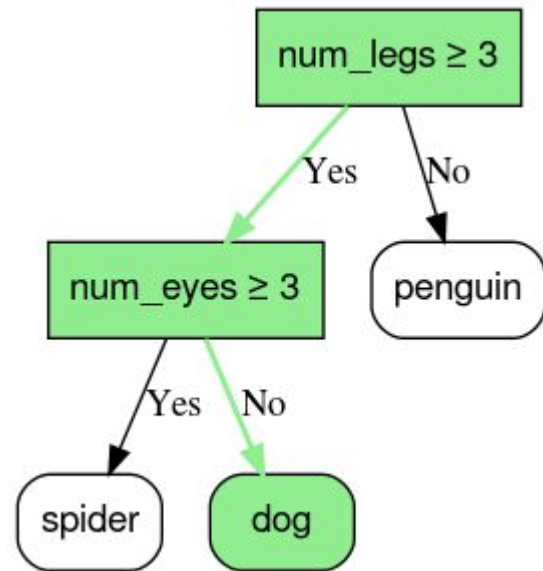 num_legs ≥ 3
Yes
No
num_eyes ≥ 3
penguin
Yes
No
spider
dog